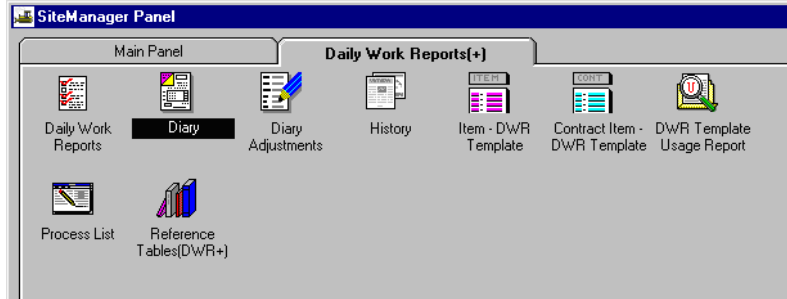 SiteManager Panel
Main Panel
Daily Work Reports(+)
ITEM
CONT
Daily Work
Reports
Diary
Diary
Adjustments
History
Item - DWR
Template
Contract Item -
DWR Template
DWR Template
Usage Report
Process List
Reference
Tables(DWR+)